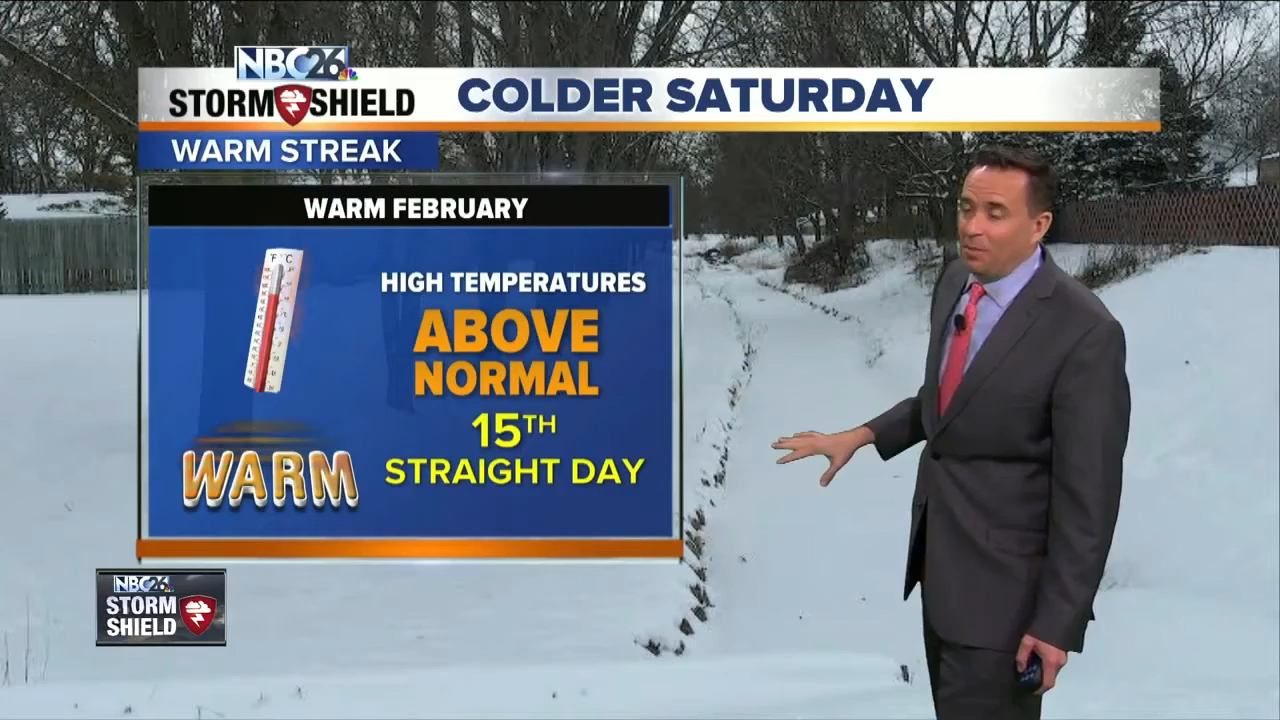 NBC26
STORM SHIELD
COLDER SATURDAY
WARM STREAK
WARM FEBRUARY
°F °C
HIGH TEMPERATURES
ABOVE
NORMAL
15TH
STRAIGHT DAY
WARM
NBC26
STORM
SHIELD